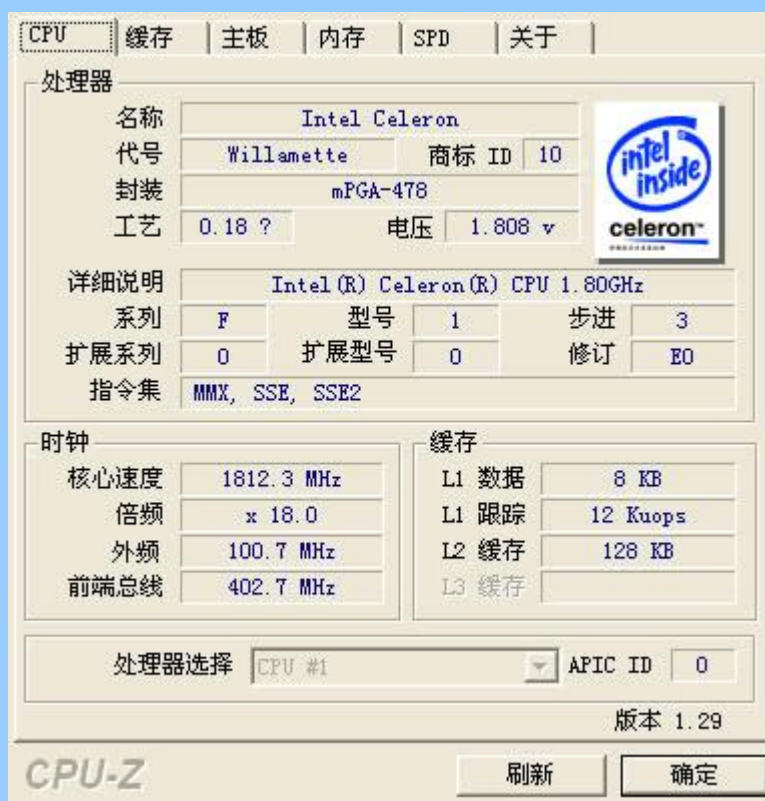 CPU 缓存 主板 内存 SPD 关于
处理器
名称 Intel Celeron
代号 Willamette 商标 ID 10
封装 mPGA-478
工艺 0.18 ? 电压 1.808 v
intel inside
celeron™
详细说明 Intel(R) Celeron(R) CPU 1.80GHz
系列 F 型号 1 步进 3
扩展系列 0 扩展型号 0 修订 E0
指令集 MMX, SSE, SSE2
时钟 缓存
核心速度 1812.3 MHz L1 数据 8 KB
倍频 x 18.0 L1 跟踪 12 Kuops
外频 100.7 MHz L2 缓存 128 KB
前端总线 402.7 MHz L3 缓存
处理器选择 CPU #1 APIC ID 0
版本 1.29
CPU-Z 刷新 确定